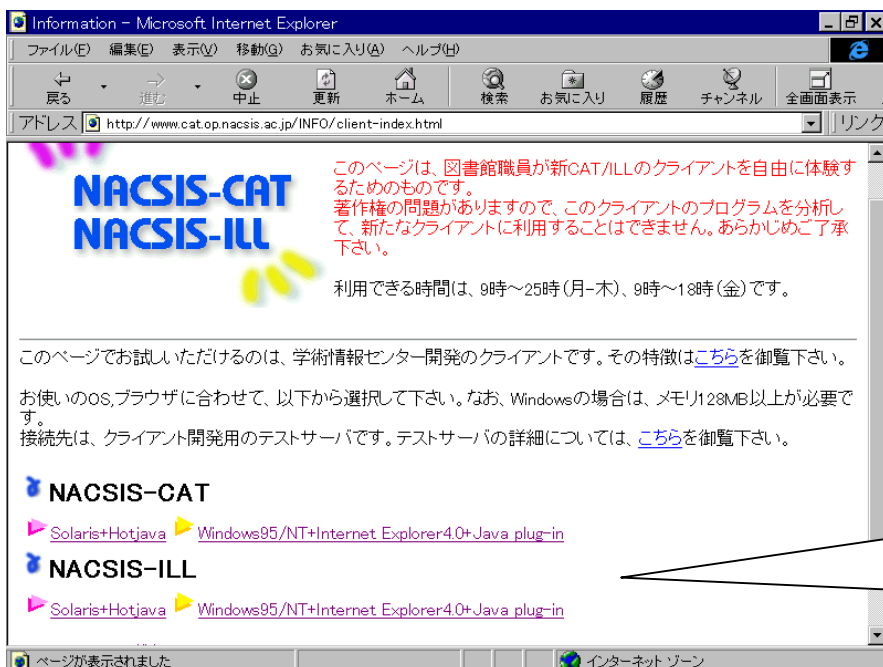 Information - Microsoft Internet Explorer
ファイル(F) 編集(E) 表示(V) 移動(G) お気に入り(A) ヘルプ(H)
戻る 進む 中止 更新 ホーム 検索 お気に入り 履歴 チャンネル 全画面表示
アドレス http://www.cat.op.nacsis.ac.jp/INFO/client-index.html リンク
NACSIS-CAT
NACSIS-ILL
このページは、図書館職員が新CAT/ILLのクライアントを自由に体験す
るためのものです。
著作権の問題がありますので、このクライアントのプログラムを分析し
て、新たなクライアントに利用することはできません。あらかじめご了承
下さい。
利用できる時間は、9時～25時(月-木)、9時～18時(金)です。
このページでお試しいただけるのは、学術情報センター開発のクライアントです。その特徴はこちらを御覧下さい。
お使いのOS,ブラウザに合わせて、以下から選択して下さい。なお、Windowsの場合は、メモリ128MB以上が必要で
す。
接続先は、クライアント開発用のテストサーバです。テストサーバの詳細については、こちらを御覧下さい。
NACSIS-CAT
Solaris+Hotjava Windows95/NT+Internet Explorer4.0+Java plug-in
NACSIS-ILL
Solaris+Hotjava Windows95/NT+Internet Explorer4.0+Java plug-in
ページが表示されました インターネット ゾーン